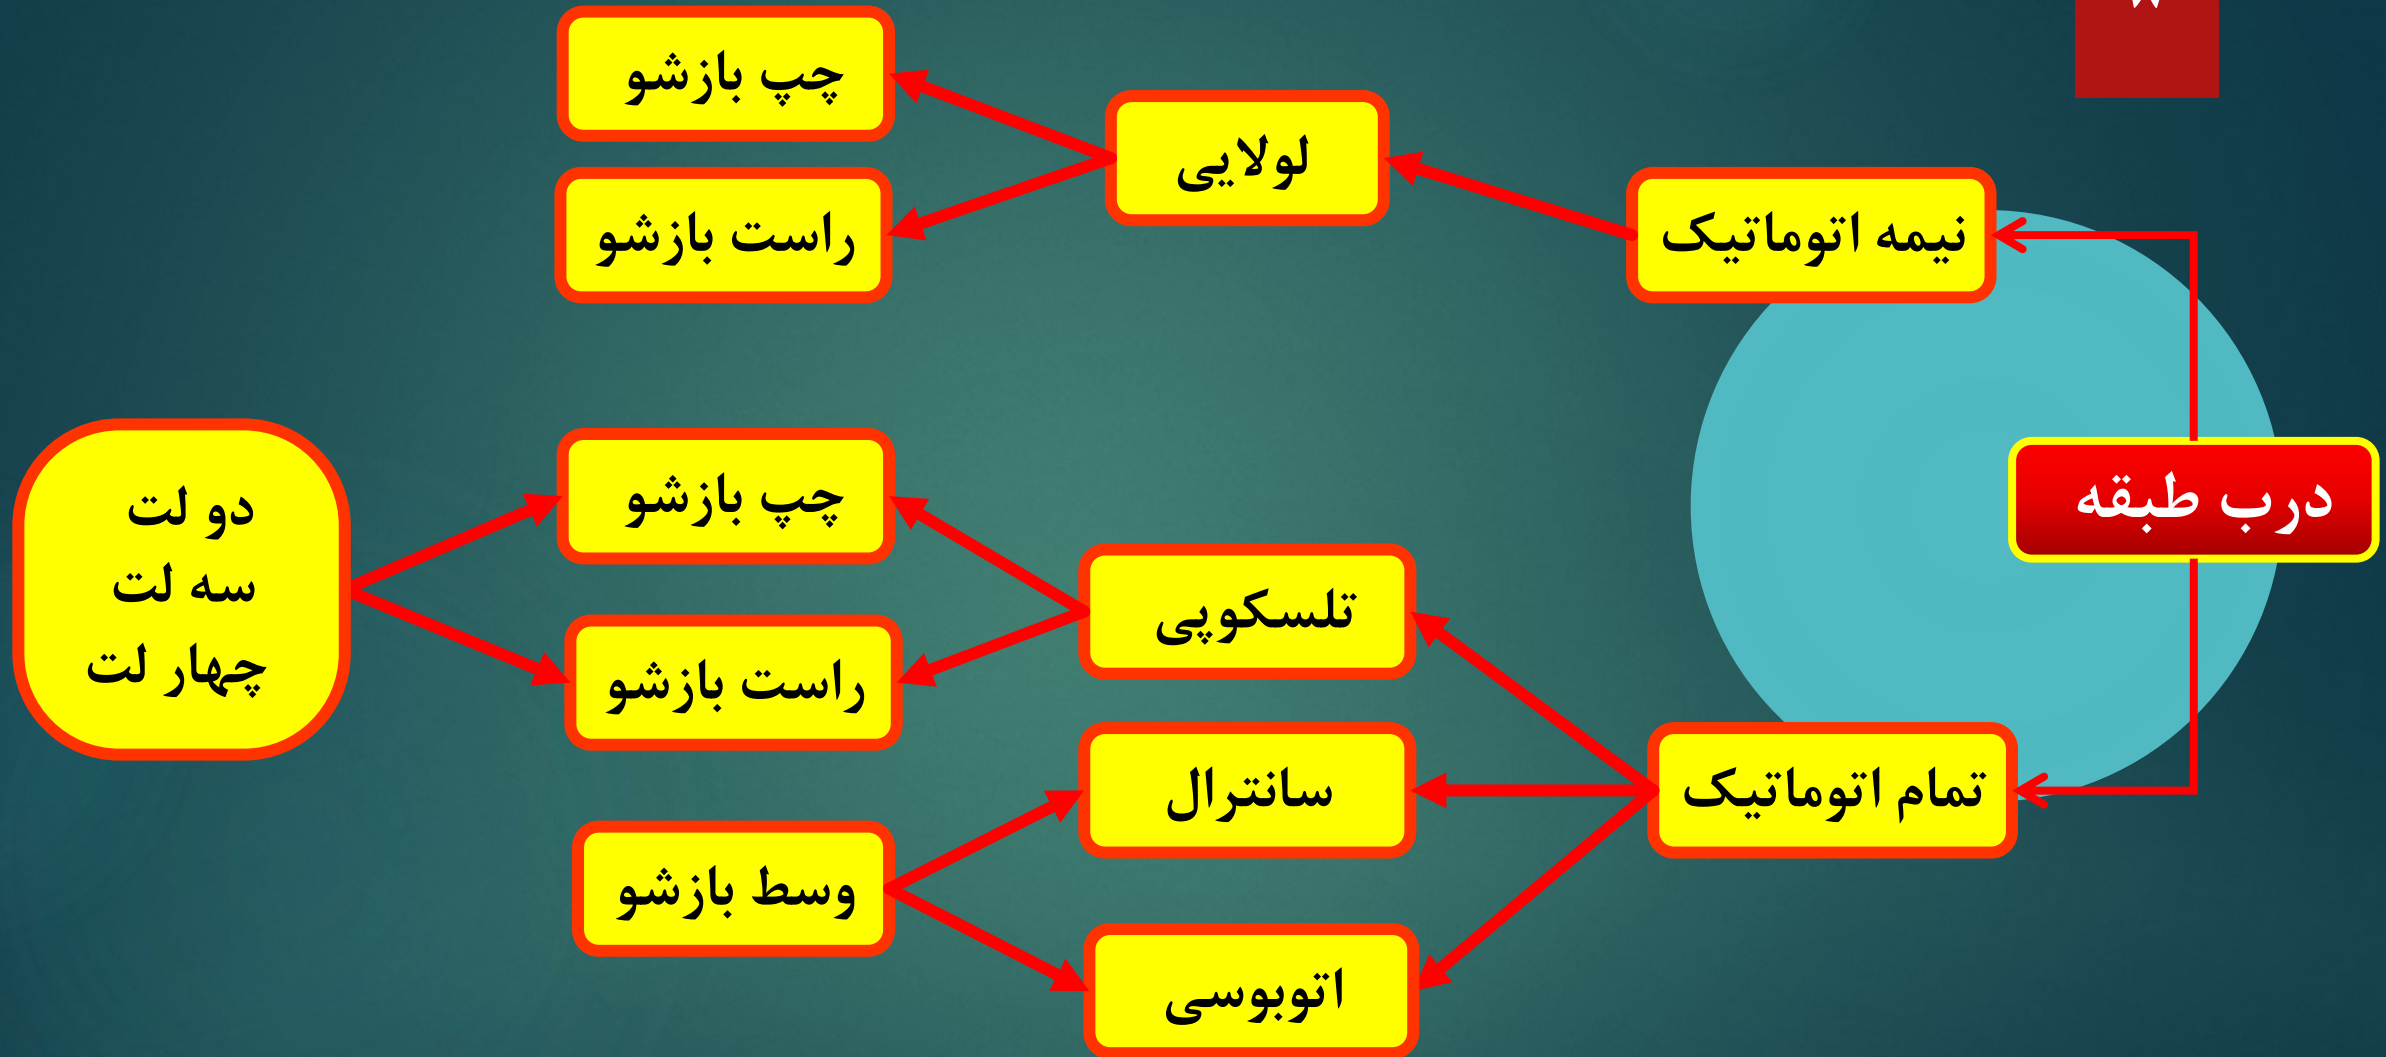 درب طبقه
نیمه اتوماتیک
لولایی
چپ بازشو
راست بازشو
تمام اتوماتیک
تلسکوپی
سانترال
اتوبوسی
چپ بازشو
راست بازشو
وسط بازشو
دو لت
سه لت
چهار لت